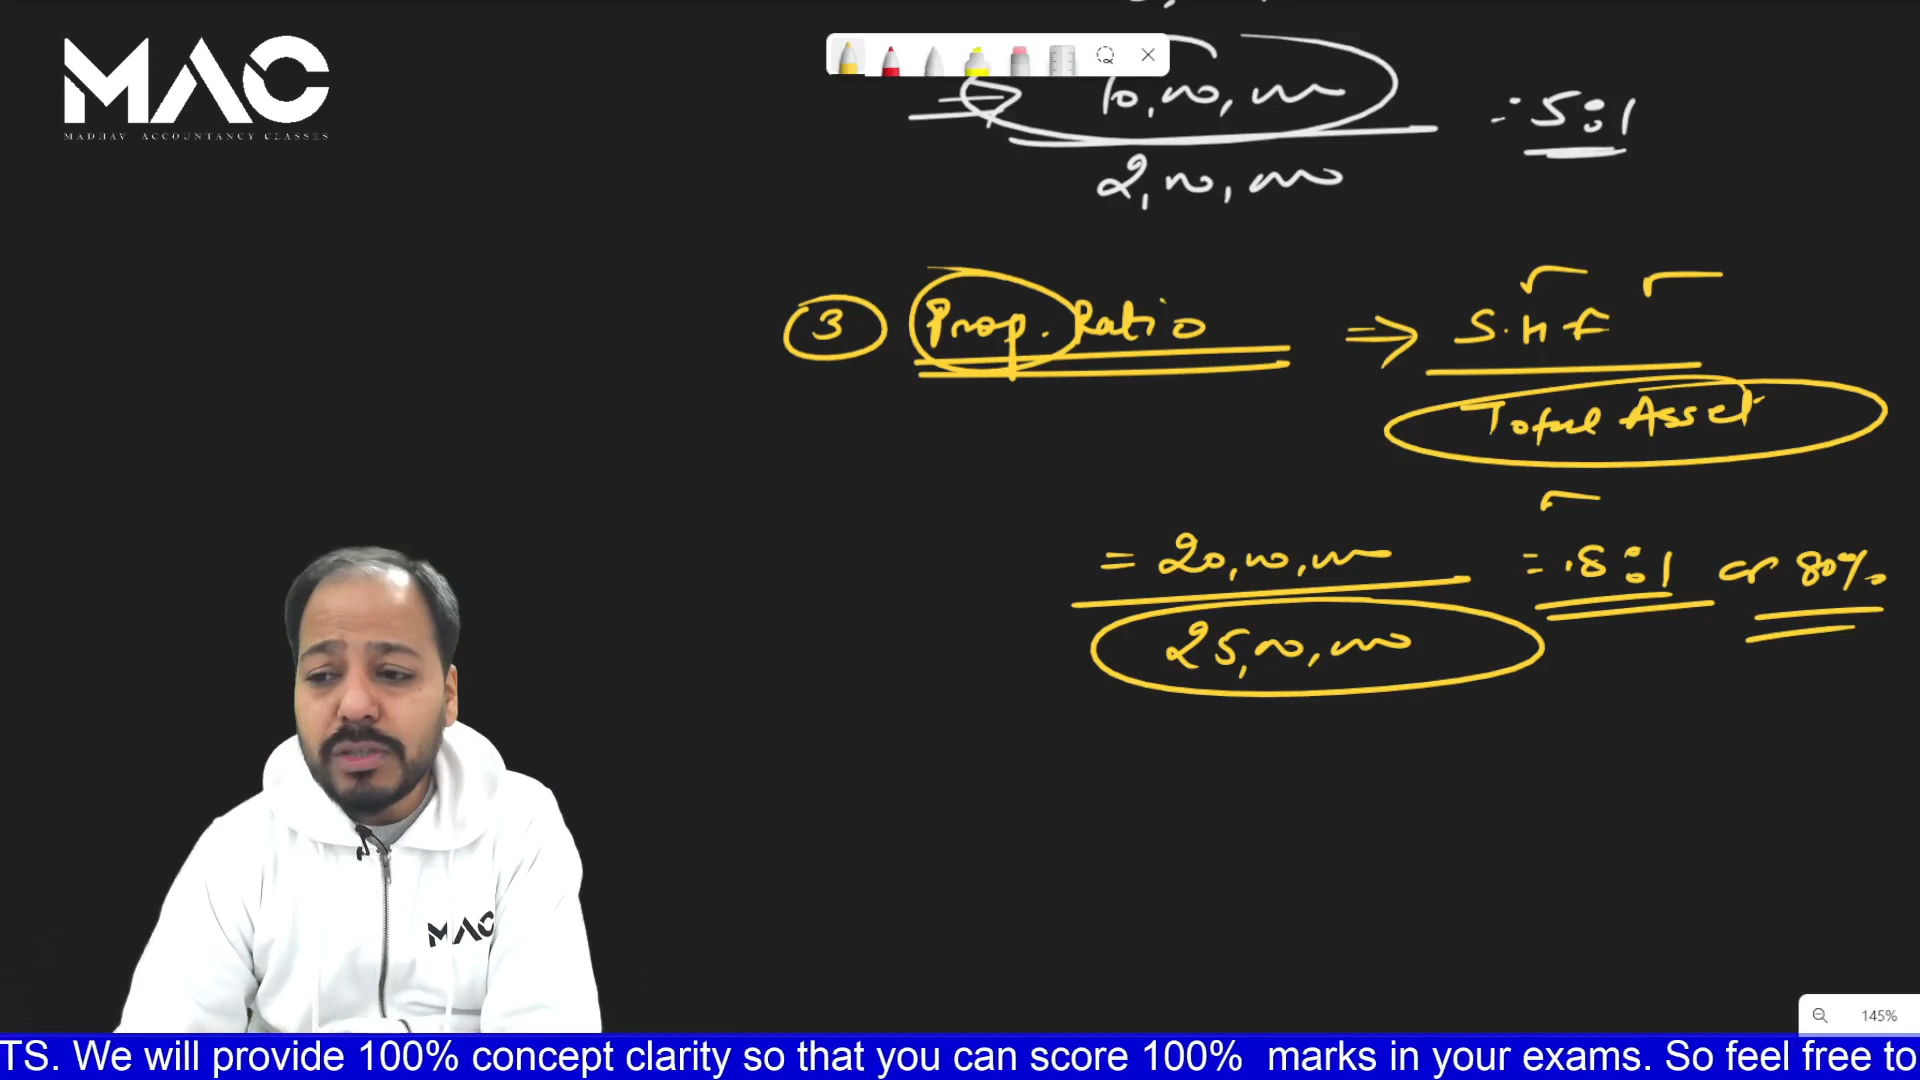 MAC
MADHAV ACCOUNTANCY CLASSES
⇒ 10,00,000
2,00,000
= 5:1
③ Prop. Ratio ⇒ S.H.F
Total Asset
= 20,00,000
25,00,000
= .8:1 or 80%
MAC
145%
TS. We will provide 100% concept clarity so that you can score 100% marks in your exams. So feel free to